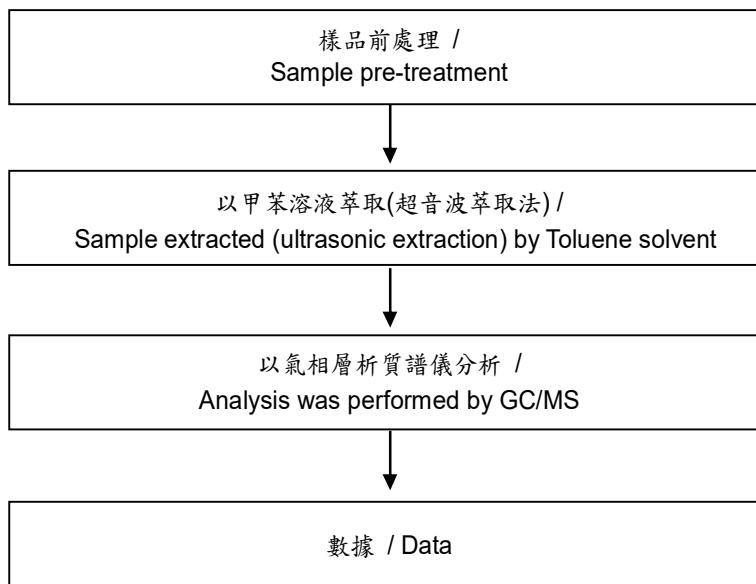 樣品前處理 /
Sample pre-treatment
以甲苯溶液萃取(超音波萃取法) /
Sample extracted (ultrasonic extraction) by Toluene solvent
以氣相層析質譜儀分析 /
Analysis was performed by GC/MS
數據 / Data